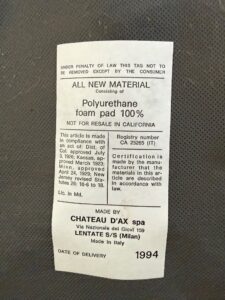 UNDER PENALTY OF LAW THIS TAG NOT TO
BE REMOVED EXCEPT BY THE CONSUMER
ALL NEW MATERIAL
Consisting of
Polyurethane
foam pad 100%
NOT FOR RESALE IN CALIFORNIA
This article is made
in compliance with
an act of Dist. of
Col. approved July
3, 1926; Kansas, ap-
proved March 1923;
Minn. approved
April 24, 1929; New
Jersey revised Sta-
tutes 26: 10-6 to 18.
Lic. in Md.
Registry number
CA 25265 (IT)
Certification is
made by the manu-
facturer that the
materials in this
article are described
in accordance with
law.
MADE BY
CHATEAU D'AX spa
Via Nazionale dei Giovi 159
LENTATE S/S (Milan)
Made in Italy
DATE OF DELIVERY 1994